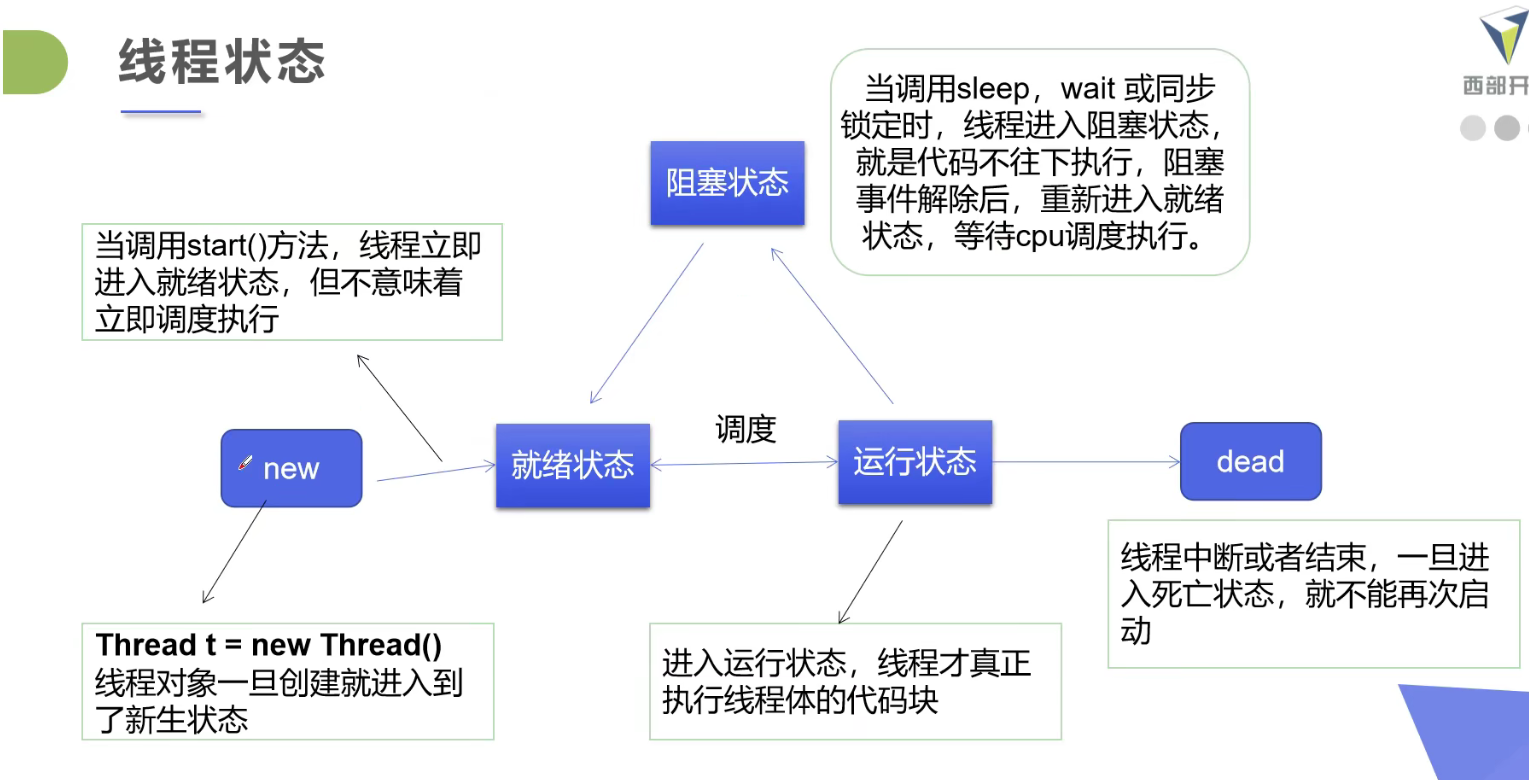 线程状态
西部开
当调用sleep，wait 或同步
锁定时，线程进入阻塞状态，
就是代码不往下执行，阻塞
事件解除后，重新进入就绪
状态，等待cpu调度执行。
阻塞状态
当调用start()方法，线程立即
进入就绪状态，但不意味着
立即调度执行
new
就绪状态
调度
运行状态
dead
Thread t = new Thread()
线程对象一旦创建就进入到
了新生状态
进入运行状态，线程才真正
执行线程体的代码块
线程中断或者结束，一旦进
入死亡状态，就不能再次启
动